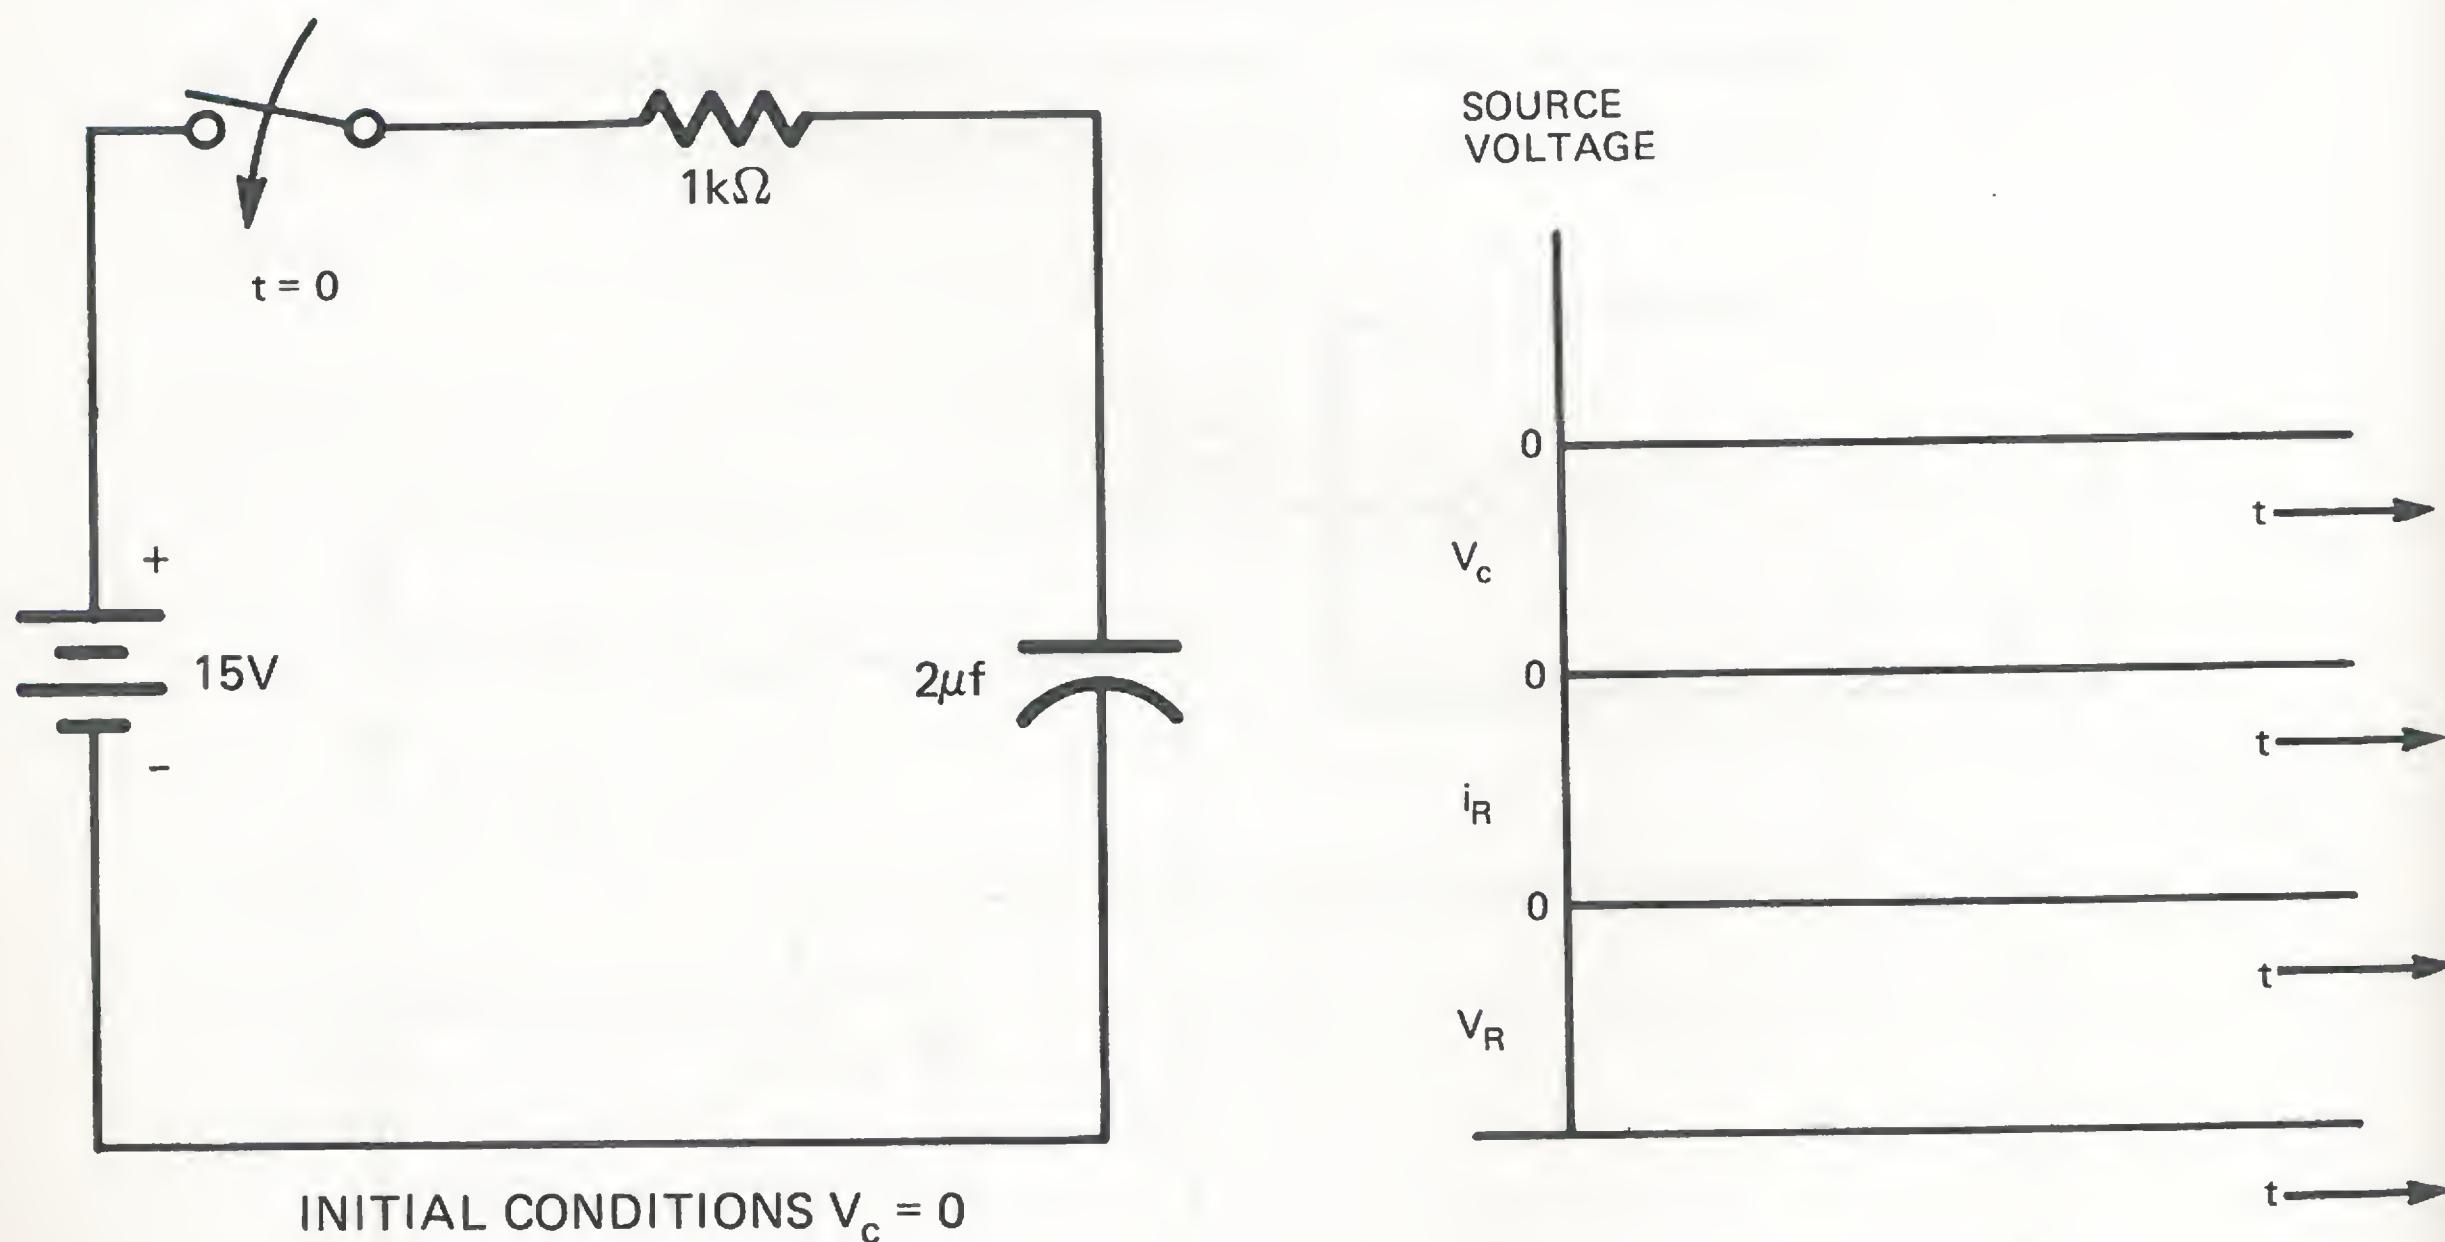 1kΩ
t = 0
+
15V
-
2μf
INITIAL CONDITIONS Vc = 0
SOURCE
VOLTAGE
0
t
Vc
0
t
iR
0
t
VR
t